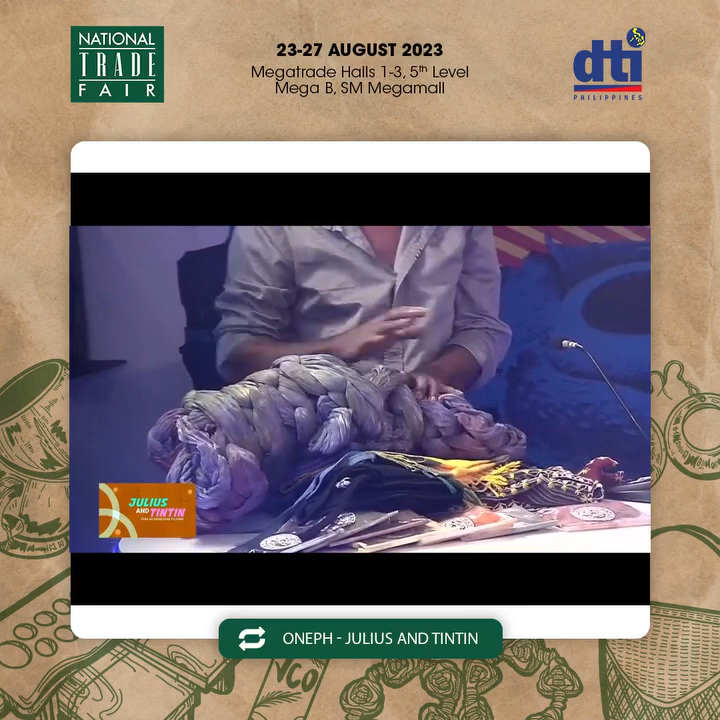 NATIONAL
TRADE
FAIR
23-27 AUGUST 2023
Megatrade Halls 1-3, 5th Level
Mega B, SM Megamall
dti
PHILIPPINES
JULIUS
AND TINTIN
ONEPH - JULIUS AND TINTIN
VCO